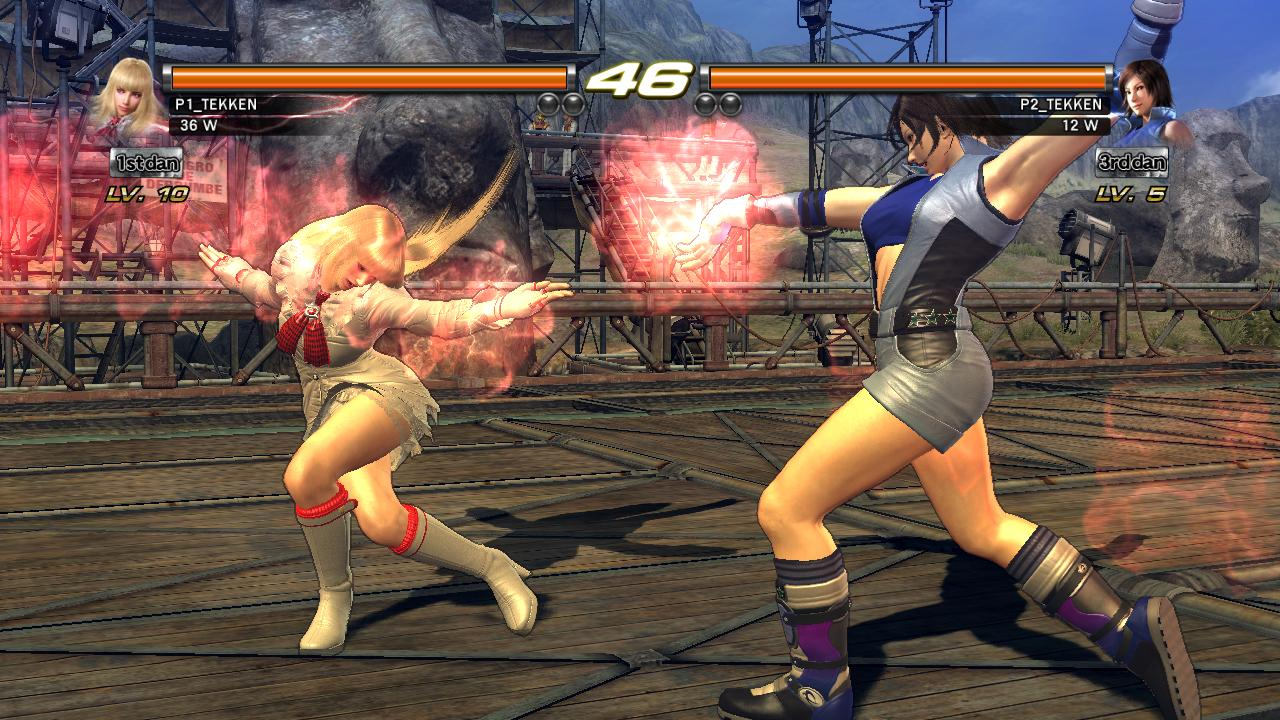 46
P1_TEKKEN
36 W
1st dan
LV. 10
P2_TEKKEN
12 W
3rd dan
LV. 5